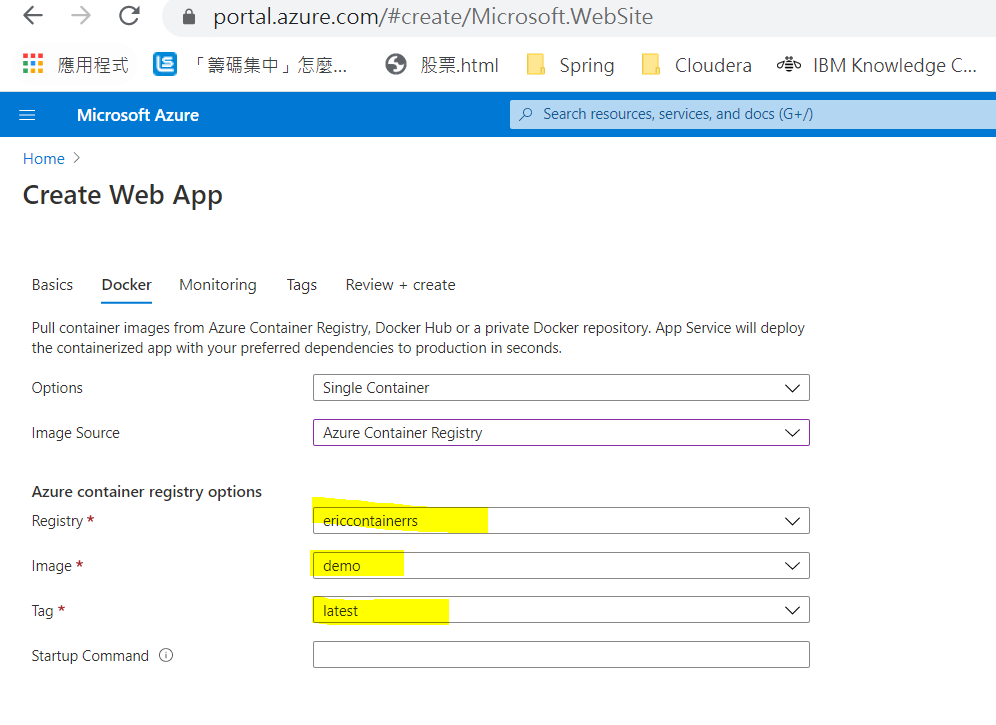 portal.azure.com/#create/Microsoft.WebSite
應用程式 「籌碼集中」怎麼... 股票.html Spring Cloudera IBM Knowledge C...
Microsoft Azure Search resources, services, and docs (G+/)
Home
Create Web App
Basics Docker Monitoring Tags Review + create
Pull container images from Azure Container Registry, Docker Hub or a private Docker repository. App Service will deploy
the containerized app with your preferred dependencies to production in seconds.
Options Single Container
Image Source Azure Container Registry
Azure container registry options
Registry * ericcontainerrs
Image * demo
Tag * latest
Startup Command